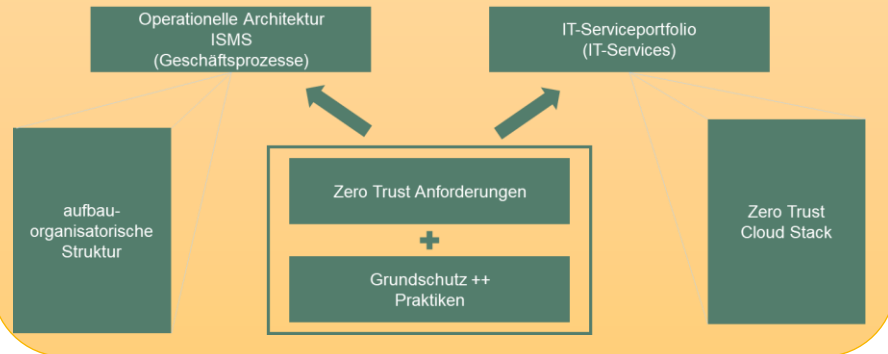 Operationelle Architektur
ISMS
(Geschäftsprozesse)
IT-Serviceportfolio
(IT-Services)
aufbau-
organisatorische
Struktur
Zero Trust Anforderungen
+
Grundschutz ++
Praktiken
Zero Trust
Cloud Stack